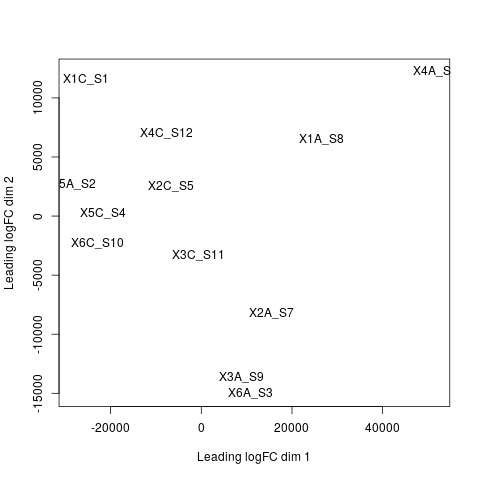 X1C_S1
X4A_S
X4C_S12
X1A_S8
5A_S2
X2C_S5
X5C_S4
X6C_S10
X3C_S11
X2A_S7
X3A_S9
X6A_S3
10000
5000
0
-5000
-10000
-15000
Leading logFC dim 2
-20000 0 20000 40000
Leading logFC dim 1